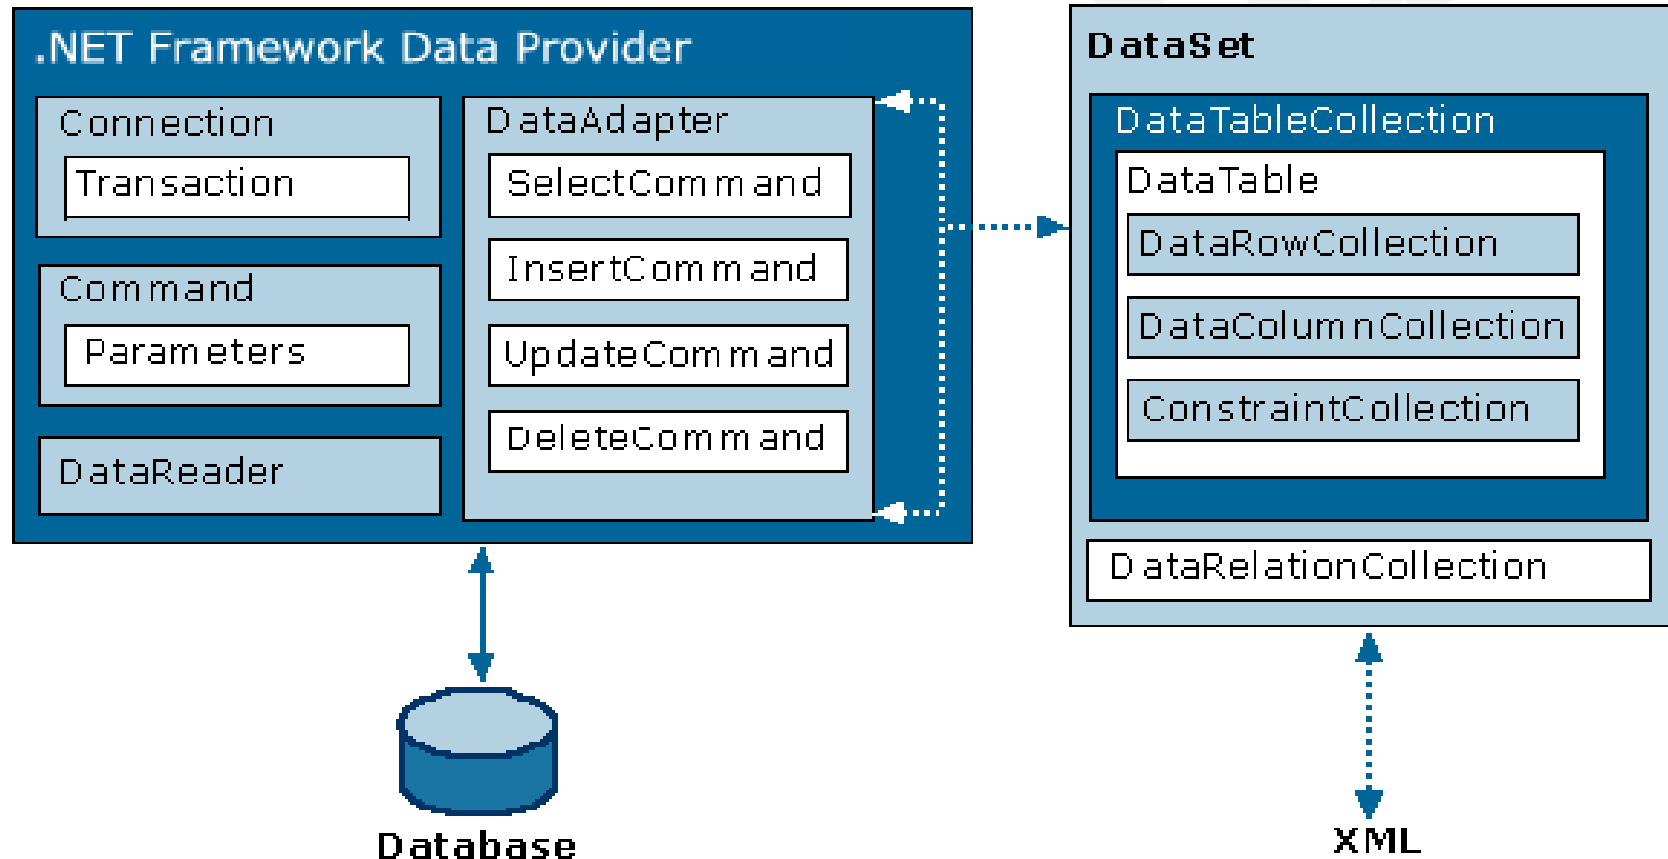 .NET Framework Data Provider
Connection
Transaction
Command
Parameters
DataReader
DataAdapter
SelectCommand
InsertCommand
UpdateCommand
DeleteCommand
DataSet
DataTableCollection
DataTable
DataRowCollection
DataColumnCollection
ConstraintCollection
DataRelationCollection
Database
XML